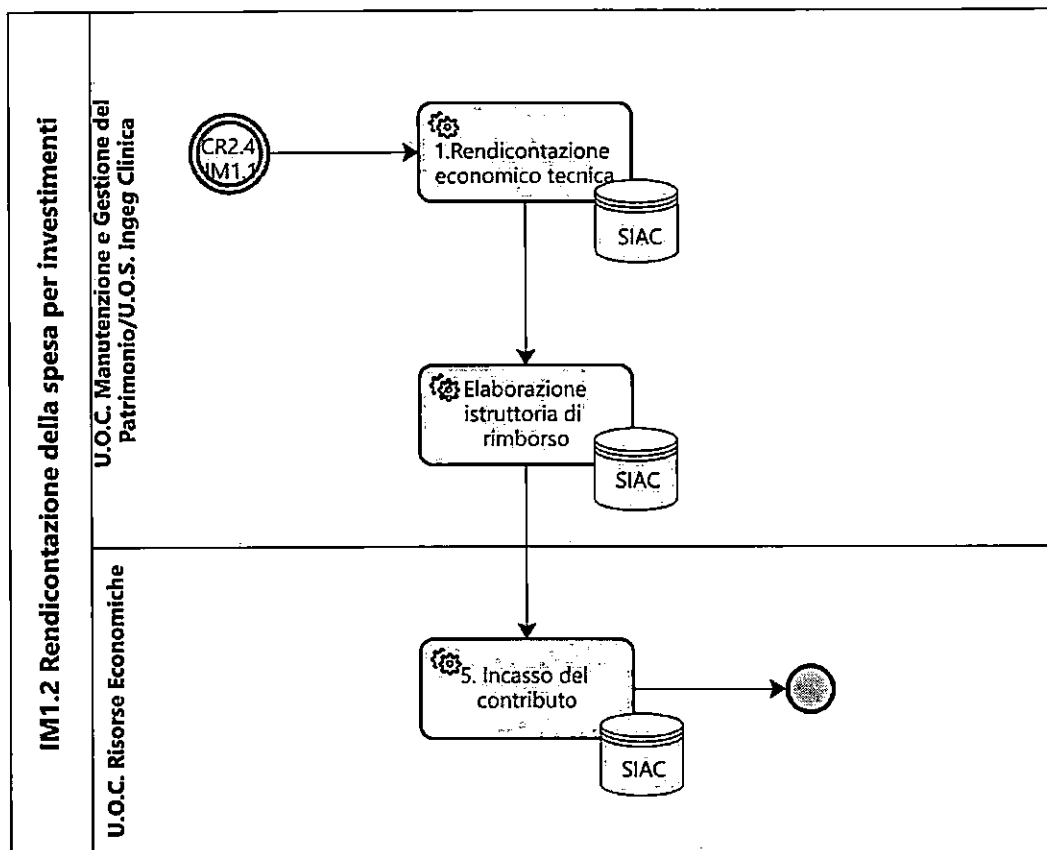 IM1.2 Rendicontazione della spesa per investimenti
U.O.C. Manutenzione e Gestione del
Patrimonio/U.O.S. Ingeg Clinica
CR2.4
IM1.1
1.Rendicontazione
economico tecnica
SIAC
Elaborazione
istruttoria di
rimborso
SIAC
U.O.C. Risorse Economiche
5. Incasso del
contributo
SIAC